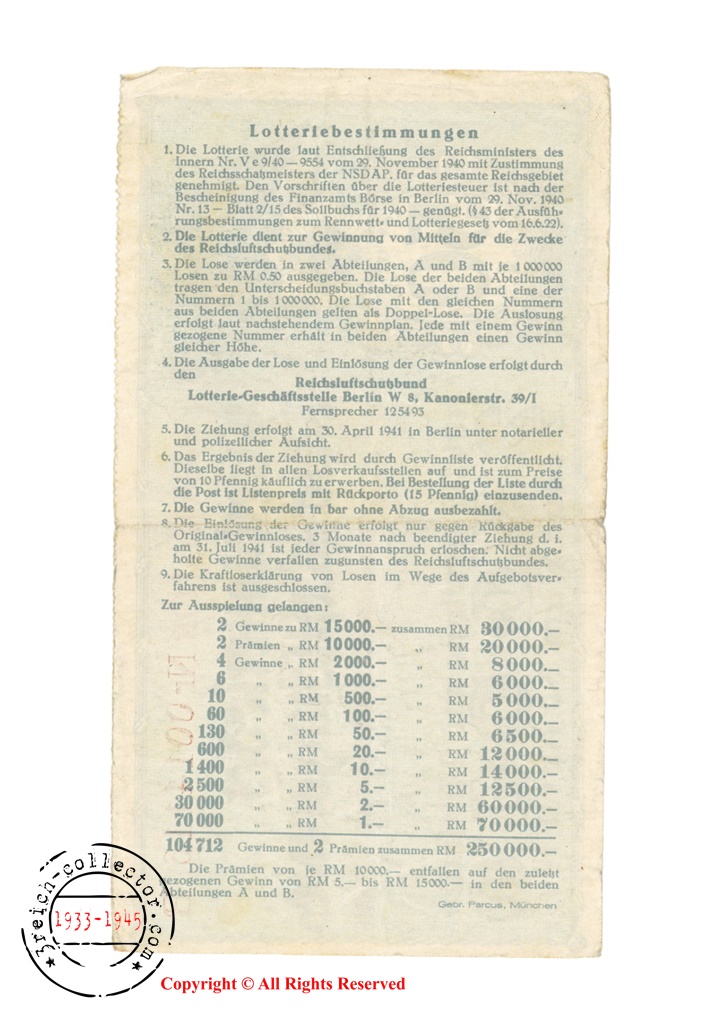 Lotteriebestimmungen
1. Die Lotterie wurde laut Entschließung des Reichsministers des
Innern Nr. V e 9/40 — 9554 vom 29. November 1940 mit Zustimmung
des Reichsschatzmeisters der NSDAP. für das gesamte Reichsgebiet
genehmigt. Den Vorschriften über die Lotteriesteuer ist nach der
Bescheinigung des Finanzamts Börse in Berlin vom 29. Nov. 1940
Nr. 13 — Blatt 2/15 des Sollbuchs für 1940 — genügt. (§ 43 der Ausfüh-
rungsbestimmungen zum Rennwett- und Lotteriegesetz vom 16.6.22).
2. Die Lotterie dient zur Gewinnung von Mitteln für die Zwecke
des Reichsluftschutzbundes.
3. Die Lose werden in zwei Abteilungen, A und B mit je 1 000 000
Losen zu RM 0.50 ausgegeben. Die Lose der beiden Abteilungen
tragen den Unterscheidungsbuchstaben A oder B und eine der
Nummern 1 bis 1 000 000. Die Lose mit den gleichen Nummern
aus beiden Abteilungen gelten als Doppel-Lose. Die Auslosung
erfolgt laut nachstehendem Gewinnplan. Jede mit einem Gewinn
gezogene Nummer erhält in beiden Abteilungen einen Gewinn
gleicher Höhe.
4. Die Ausgabe der Lose und Einlösung der Gewinnlose erfolgt durch
den
Reichsluftschutzbund
Lotterie-Geschäftsstelle Berlin W 8, Kanonierstr. 39/I
Fernsprecher 12 54 93
5. Die Ziehung erfolgt am 30. April 1941 in Berlin unter notarieller
und polizeilicher Aufsicht.
6. Das Ergebnis der Ziehung wird durch Gewinnliste veröffentlicht.
Dieselbe liegt in allen Losverkaufsstellen auf und ist zum Preise
von 10 Pfennig käuflich zu erwerben. Bei Bestellung der Liste durch
die Post ist Listenpreis mit Rückporto (15 Pfennig) einzusenden.
7. Die Gewinne werden in bar ohne Abzug ausbezahlt.
8. Die Einlösung der Gewinne erfolgt nur gegen Rückgabe des
Original-Gewinnloses. 3 Monate nach beendigter Ziehung d. i.
am 31. Juli 1941 ist jeder Gewinnanspruch erloschen. Nicht abge-
holte Gewinne verfallen zugunsten des Reichsluftschutzbundes.
9. Die Kraftloserklärung von Losen im Wege des Aufgebotsver-
fahrens ist ausgeschlossen.
Zur Ausspielung gelangen:
2 Gewinne zu RM 15000.— zusammen RM 30000.—
2 Prämien „ RM 10000.— „ RM 20000.—
4 Gewinne „ RM 2000.— „ RM 8000.—
6 „ „ RM 1000.— „ RM 6000.—
10 „ „ RM 500.— „ RM 5000.—
60 „ „ RM 100.— „ RM 6000.—
130 „ „ RM 50.— „ RM 6500.—
600 „ „ RM 20.— „ RM 12000.—
1400 „ „ RM 10.— „ RM 14000.—
2500 „ „ RM 5.— „ RM 12500.—
30000 „ „ RM 2.— „ RM 60000.—
70000 „ „ RM 1.— „ RM 70000.—
104712 Gewinne und 2 Prämien zusammen RM 250000.—
Die Prämien von je RM 10000.— entfallen auf den zuletzt
gezogenen Gewinn von RM 5.— bis RM 15000.— in den beiden
Abteilungen A und B.
Gebr. Parcus, München
3reich-collector.com
1933-1945
Copyright © All Rights Reserved